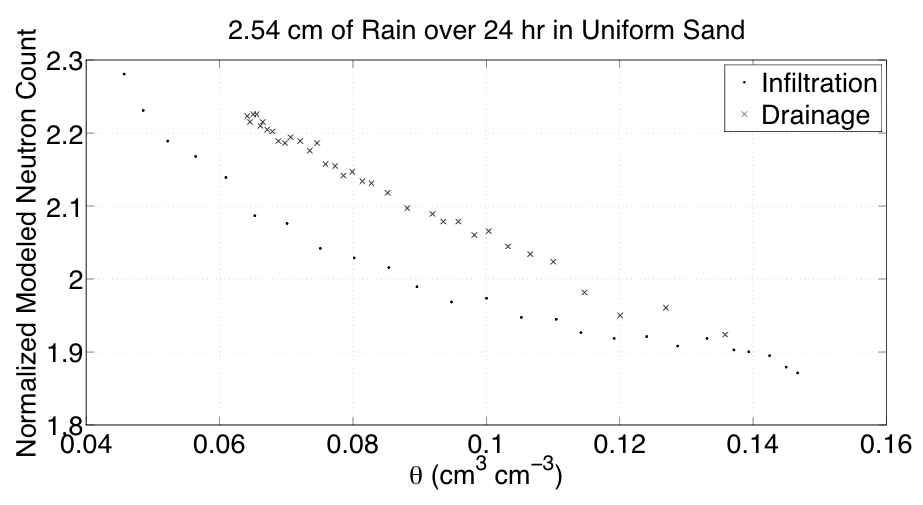 2.54 cm of Rain over 24 hr in Uniform Sand
Normalized Modeled Neutron Count
2.3
2.2
2.1
2
1.9
1.8
Infiltration
Drainage
0.04 0.06 0.08 0.1 0.12 0.14 0.16
θ (cm³ cm⁻³)